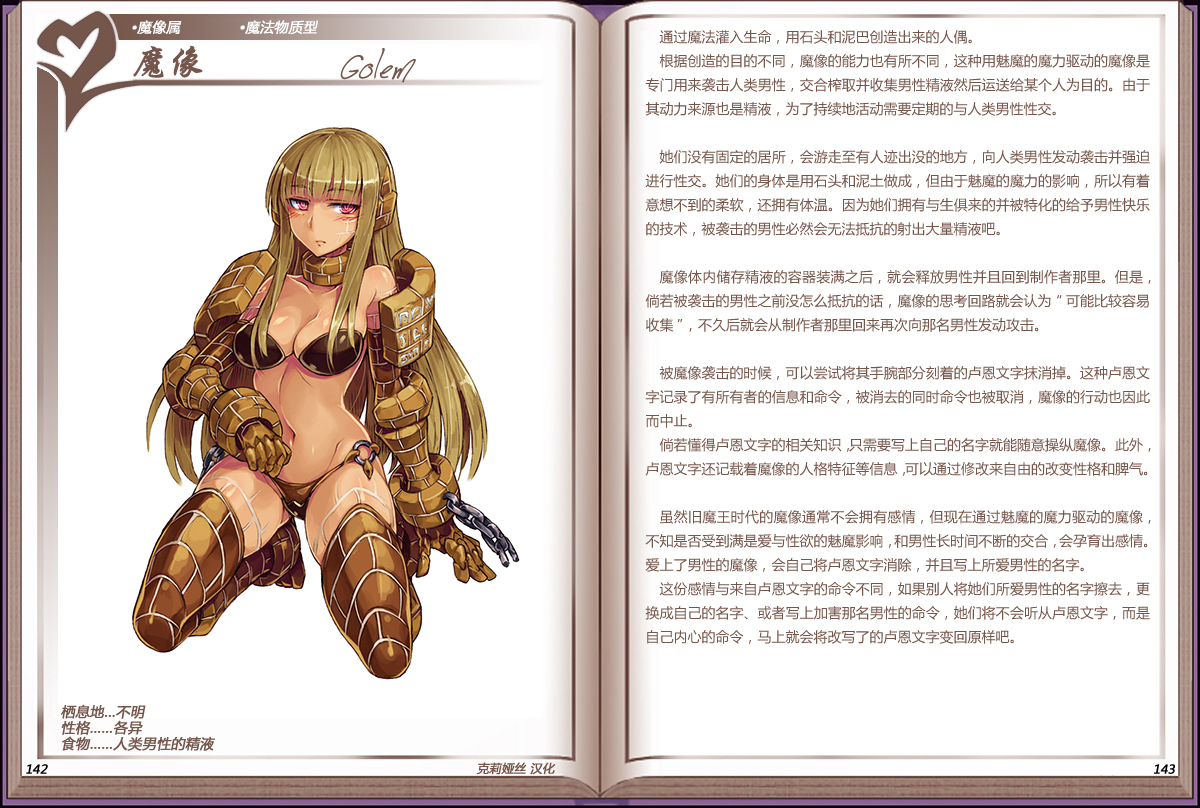 •魔像属
•魔法物质型
魔像
Golem
栖息地...不明
性格......各异
食物......人类男性的精液
142
克莉娅丝 汉化
通过魔法灌入生命，用石头和泥巴创造出来的人偶。
根据创造的目的不同，魔像的能力也有所不同，这种用魅魔的魔力驱动的魔像是
专门用来袭击人类男性，交合榨取并收集男性精液然后运送给某个人为目的。由于
其动力来源也是精液，为了持续地活动需要定期的与人类男性性交。
她们没有固定的居所，会游走至有人迹出没的地方，向人类男性发动袭击并强迫
进行性交。她们的身体是用石头和泥土做成，但由于魅魔的魔力的影响，所以有着
意想不到的柔软，还拥有体温。因为她们拥有与生俱来的并被特化的给予男性快乐
的技术，被袭击的男性必然会无法抵抗的射出大量精液吧。
魔像体内储存精液的容器装满之后，就会释放男性并且回到制作者那里。但是，
倘若被袭击的男性之前没怎么抵抗的话，魔像的思考回路就会认为“可能比较容易
收集”，不久后就会从制作者那里回来再次向那名男性发动攻击。
被魔像袭击的时候，可以尝试将其手腕部分刻着的卢恩文字抹消掉。这种卢恩文
字记录了有所有者的信息和命令，被消去的同时命令也被取消，魔像的行动也因此
而中止。
倘若懂得卢恩文字的相关知识,只需要写上自己的名字就能随意操纵魔像。此外，
卢恩文字还记载着魔像的人格特征等信息,可以通过修改来自由的改变性格和脾气。
虽然旧魔王时代的魔像通常不会拥有感情，但现在通过魅魔的魔力驱动的魔像，
不知是否受到满是爱与性欲的魅魔影响,和男性长时间不断的交合，会孕育出感情。
爱上了男性的魔像，会自己将卢恩文字消除，并且写上所爱男性的名字。
这份感情与来自卢恩文字的命令不同，如果别人将她们所爱男性的名字擦去，更
换成自己的名字、或者写上加害那名男性的命令，她们将不会听从卢恩文字，而是
自己内心的命令，马上就会将改写了的卢恩文字变回原样吧。
143